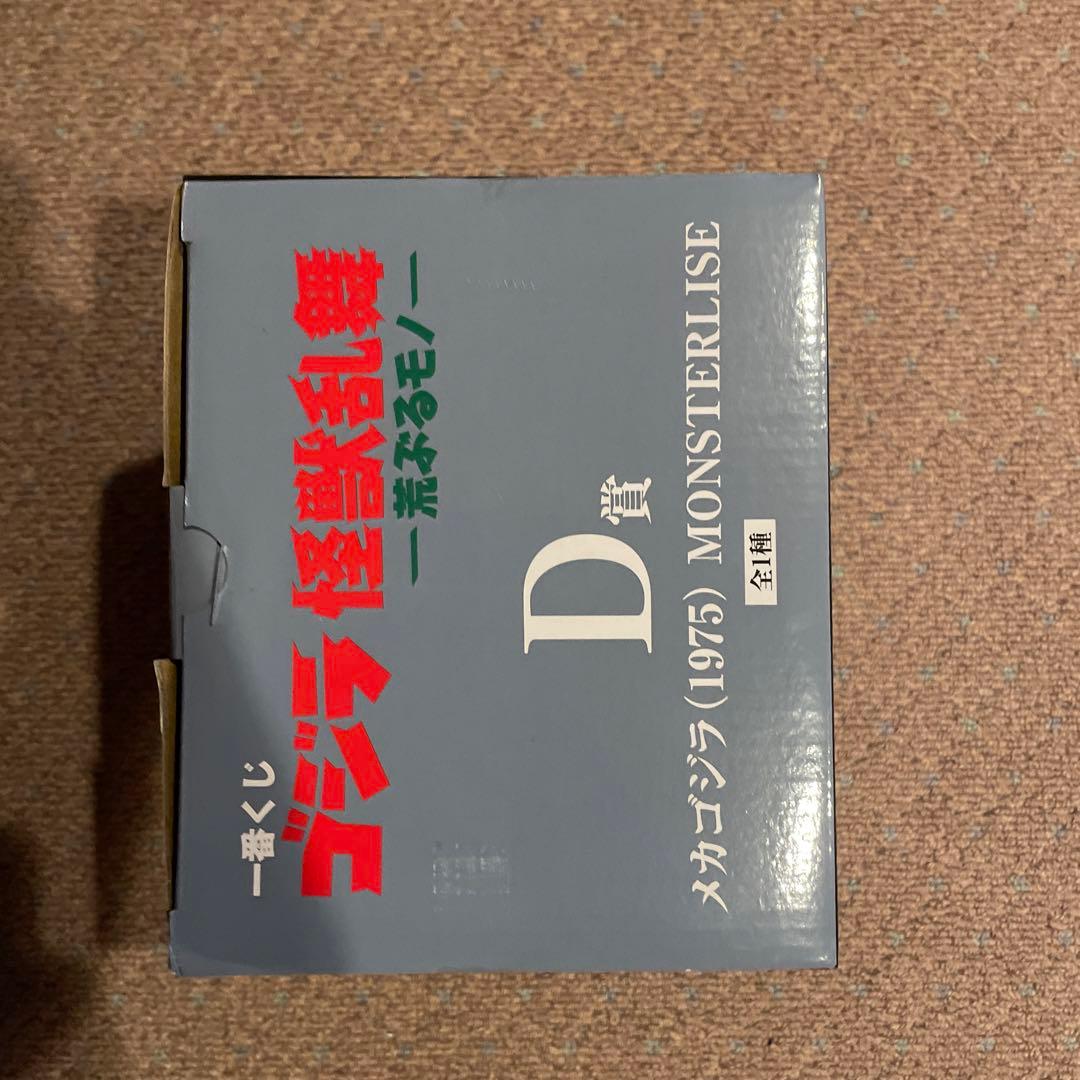 一番くじ
ゴジラ 怪獣乱舞
―荒ぶるモノ―
D賞
メカゴジラ(1975) MONSTERLISE
全1種